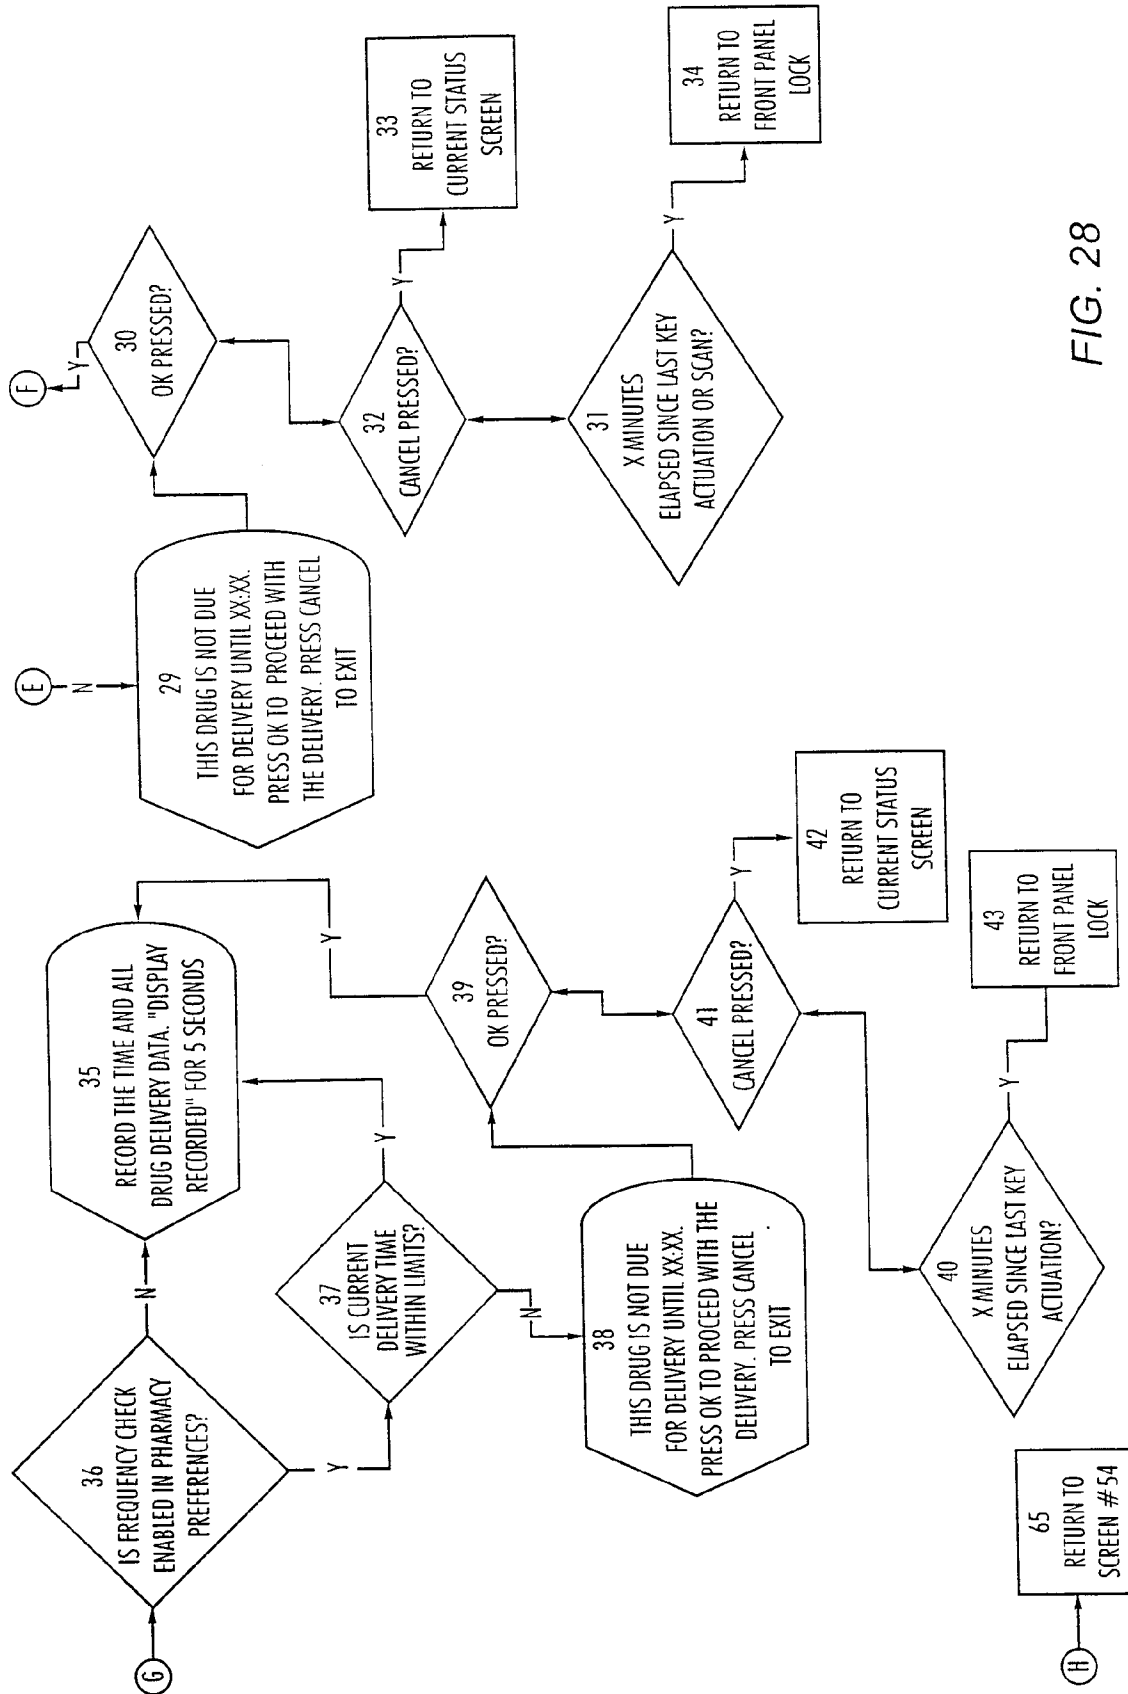 G
36
IS FREQUENCY CHECK
ENABLED IN PHARMACY
PREFERENCES?
N
Y
35
RECORD THE TIME AND ALL
DRUG DELIVERY DATA. "DISPLAY
RECORDED" FOR 5 SECONDS
37
IS CURRENT
DELIVERY TIME
WITHIN LIMITS?
Y
N
38
THIS DRUG IS NOT DUE
FOR DELIVERY UNTIL XX:XX.
PRESS OK TO PROCEED WITH THE
DELIVERY. PRESS CANCEL
TO EXIT
39
OK PRESSED?
Y
41
CANCEL PRESSED?
Y
42
RETURN TO
CURRENT STATUS
SCREEN
40
X MINUTES
ELAPSED SINCE LAST KEY
ACTUATION?
Y
43
RETURN TO
FRONT PANEL
LOCK
H
65
RETURN TO
SCREEN #54
E
N
29
THIS DRUG IS NOT DUE
FOR DELIVERY UNTIL XX:XX.
PRESS OK TO PROCEED WITH
THE DELIVERY. PRESS CANCEL
TO EXIT
30
OK PRESSED?
Y
F
32
CANCEL PRESSED?
Y
33
RETURN TO
CURRENT STATUS
SCREEN
31
X MINUTES
ELAPSED SINCE LAST KEY
ACTUATION OR SCAN?
Y
34
RETURN TO
FRONT PANEL
LOCK
FIG. 28